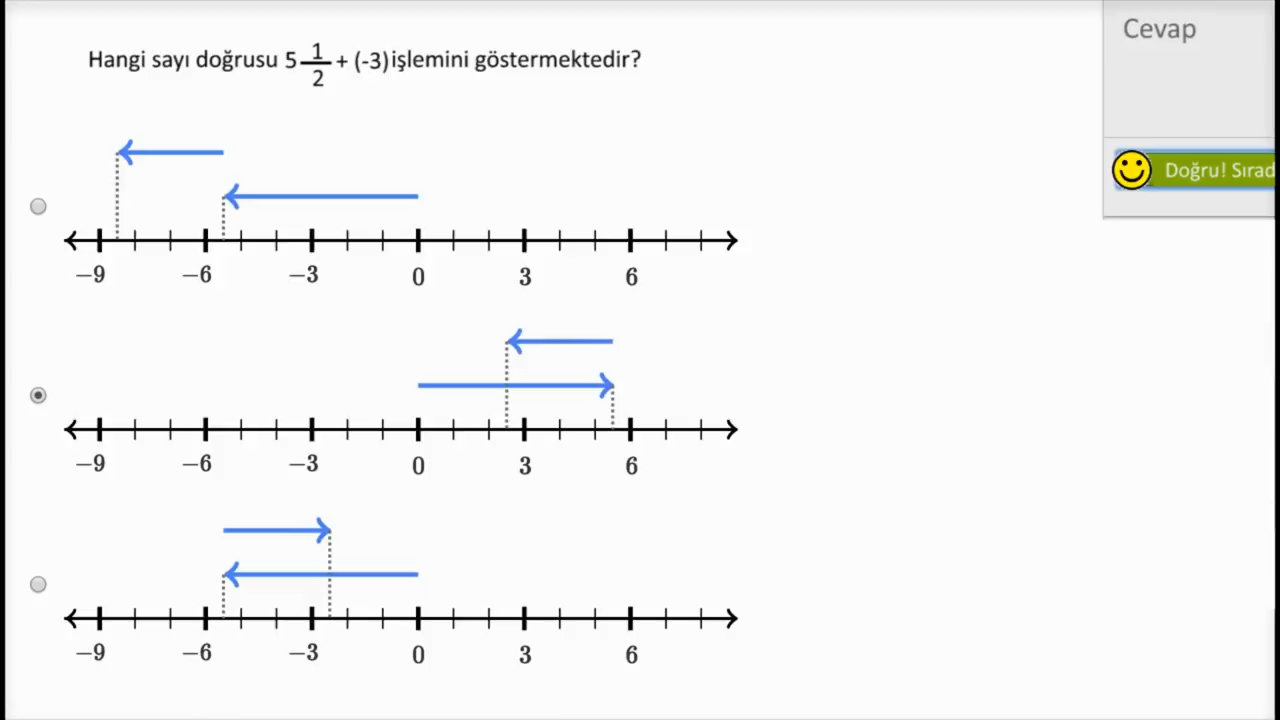 Hangi sayı doğrusu 5 1/2 + (-3) işlemini göstermektedir?
Cevap
Doğru! Sırad
−9 −6 −3 0 3 6
−9 −6 −3 0 3 6
−9 −6 −3 0 3 6